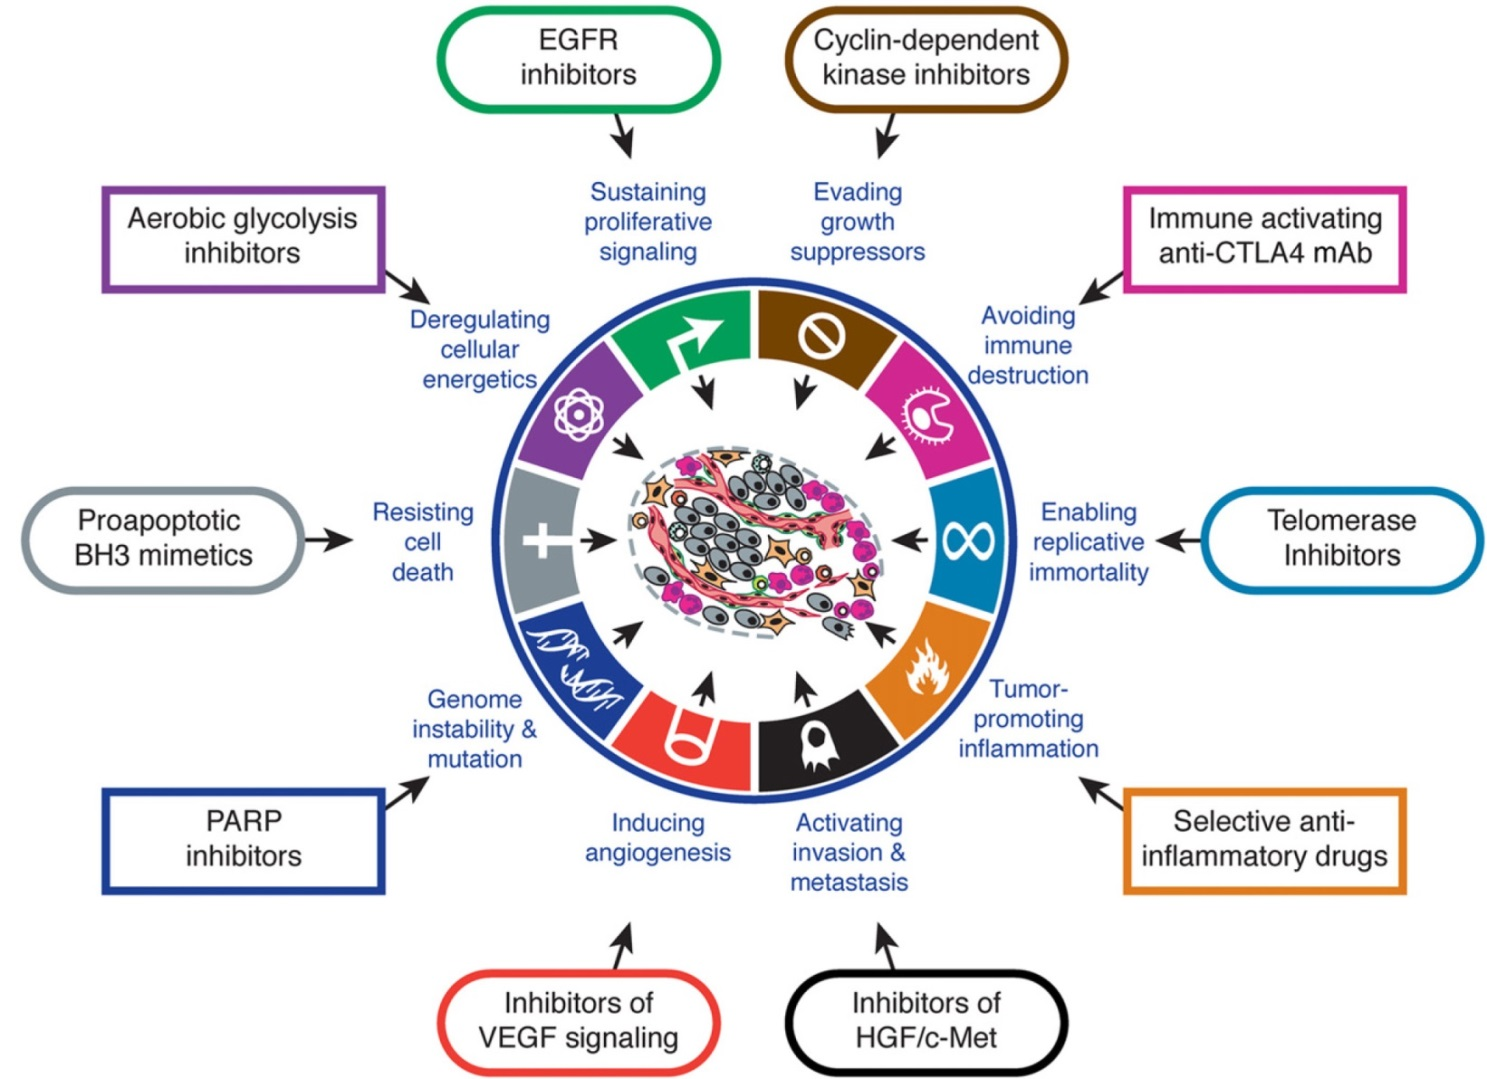 EGFR
inhibitors
Cyclin-dependent
kinase inhibitors
Aerobic glycolysis
inhibitors
Sustaining
proliferative
signaling
Evading
growth
suppressors
Immune activating
anti-CTLA4 mAb
Deregulating
cellular
energetics
Avoiding
immune
destruction
Proapoptotic
BH3 mimetics
Resisting
cell
death
Enabling
replicative
immortality
Telomerase
Inhibitors
Genome
instability &
mutation
Tumor-
promoting
inflammation
PARP
inhibitors
Inducing
angiogenesis
Activating
invasion &
metastasis
Selective anti-
inflammatory drugs
Inhibitors of
VEGF signaling
Inhibitors of
HGF/c-Met